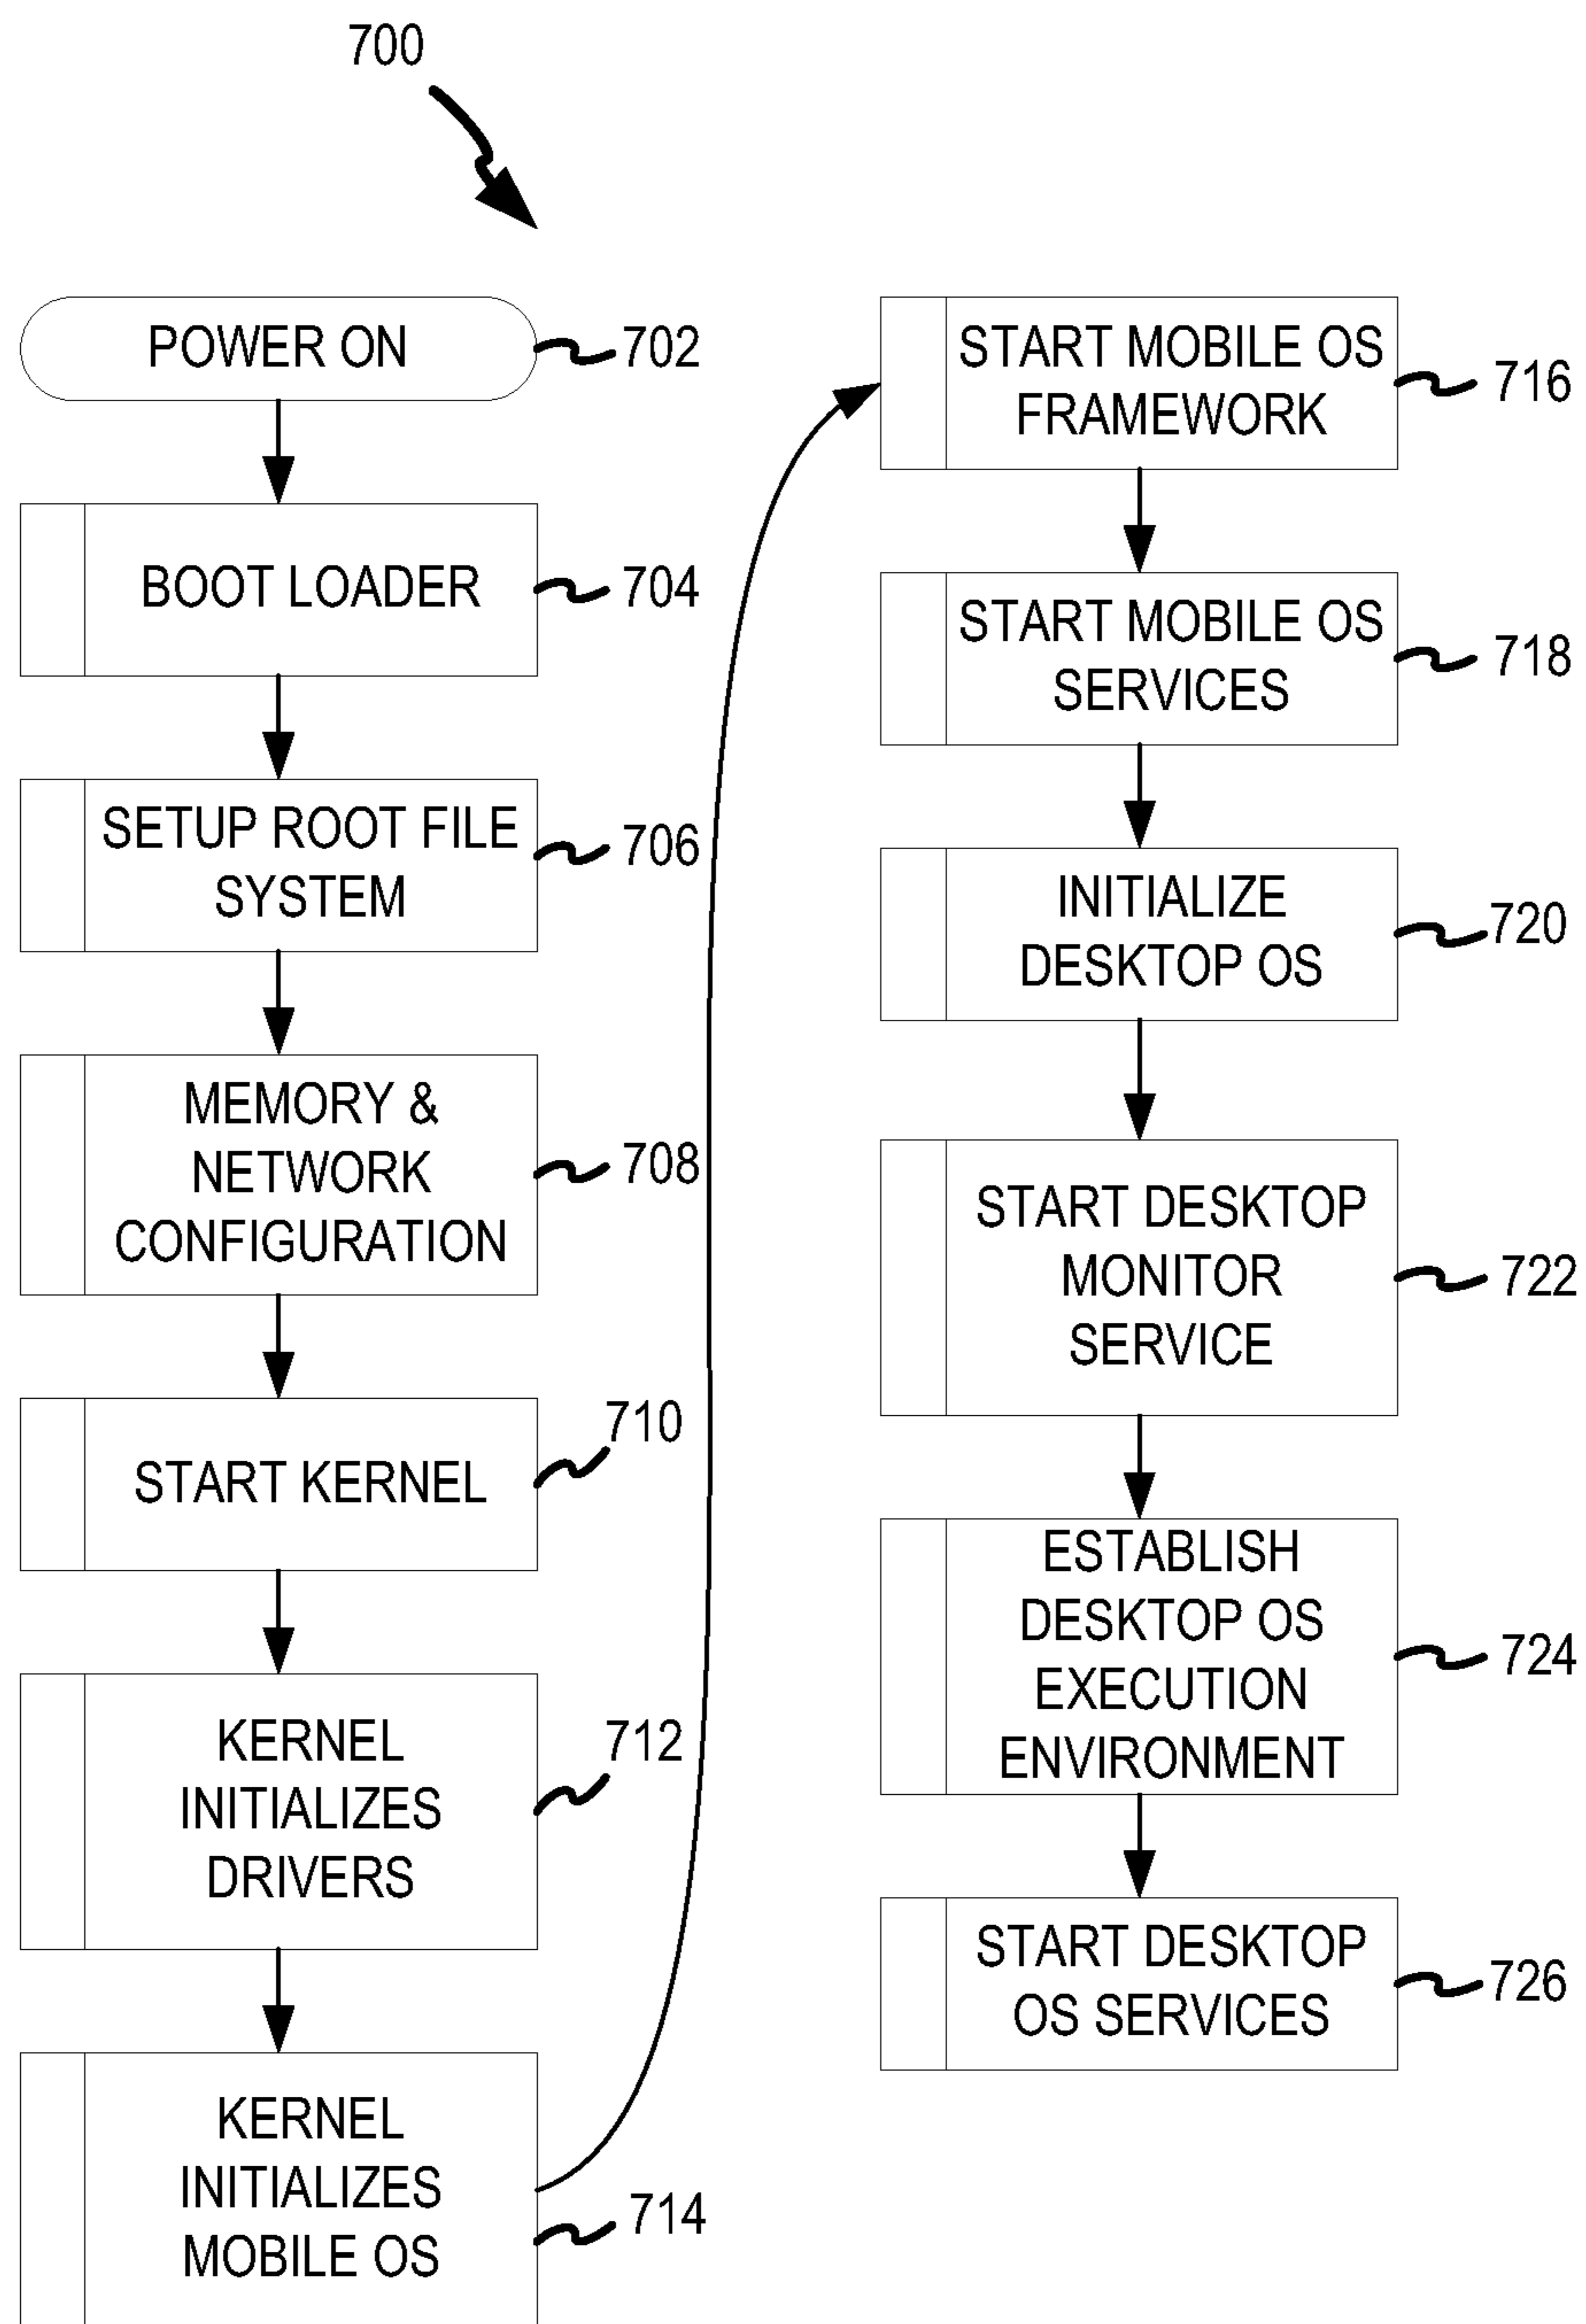 700
POWER ON
702
BOOT LOADER
704
SETUP ROOT FILE
SYSTEM
706
MEMORY &
NETWORK
CONFIGURATION
708
START KERNEL
710
KERNEL
INITIALIZES
DRIVERS
712
KERNEL
INITIALIZES
MOBILE OS
714
START MOBILE OS
FRAMEWORK
716
START MOBILE OS
SERVICES
718
INITIALIZE
DESKTOP OS
720
START DESKTOP
MONITOR
SERVICE
722
ESTABLISH
DESKTOP OS
EXECUTION
ENVIRONMENT
724
START DESKTOP
OS SERVICES
726